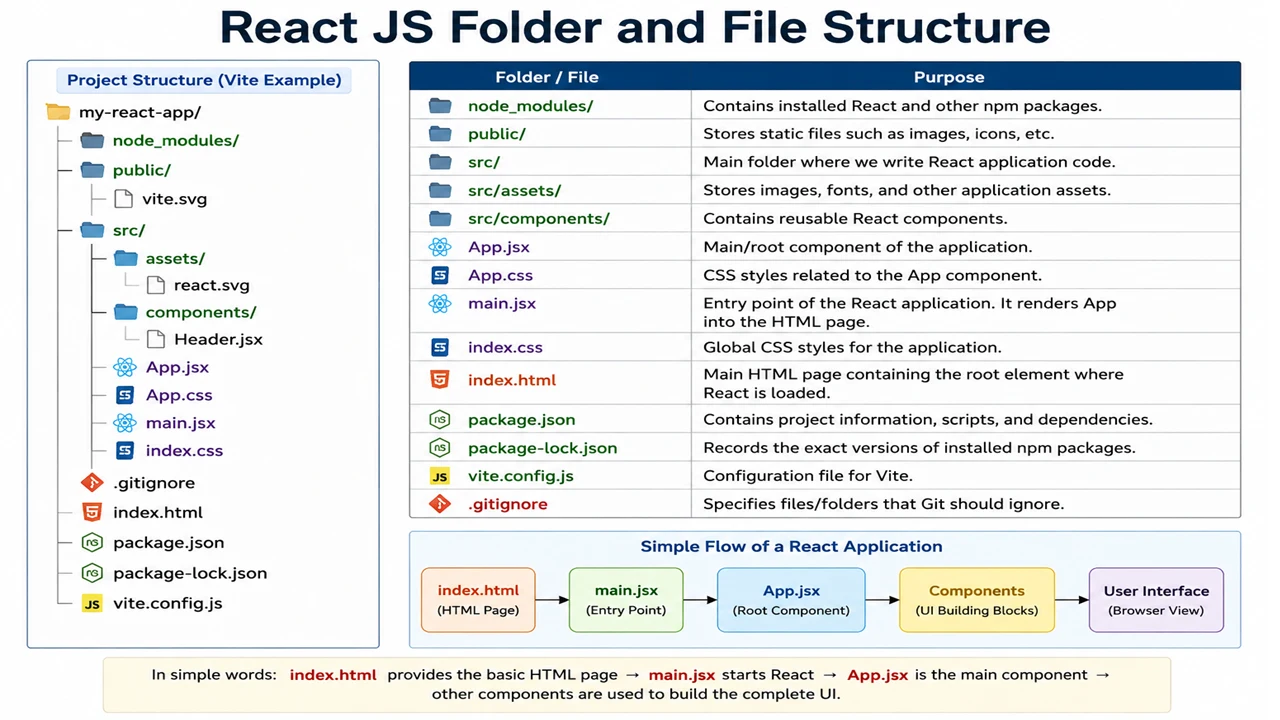 React JS Folder and File Structure
Project Structure (Vite Example)
my-react-app/
node_modules/
public/
vite.svg
src/
assets/
react.svg
components/
Header.jsx
App.jsx
App.css
main.jsx
index.css
.gitignore
index.html
package.json
package-lock.json
JS vite.config.js
Folder / File Purpose
node_modules/ Contains installed React and other npm packages.
public/ Stores static files such as images, icons, etc.
src/ Main folder where we write React application code.
src/assets/ Stores images, fonts, and other application assets.
src/components/ Contains reusable React components.
App.jsx Main/root component of the application.
App.css CSS styles related to the App component.
main.jsx Entry point of the React application. It renders App
into the HTML page.
index.css Global CSS styles for the application.
index.html Main HTML page containing the root element where
React is loaded.
package.json Contains project information, scripts, and dependencies.
package-lock.json Records the exact versions of installed npm packages.
JS vite.config.js Configuration file for Vite.
.gitignore Specifies files/folders that Git should ignore.
Simple Flow of a React Application
index.html
(HTML Page)
main.jsx
(Entry Point)
App.jsx
(Root Component)
Components
(UI Building Blocks)
User Interface
(Browser View)
In simple words: index.html provides the basic HTML page → main.jsx starts React → App.jsx is the main component →
other components are used to build the complete UI.